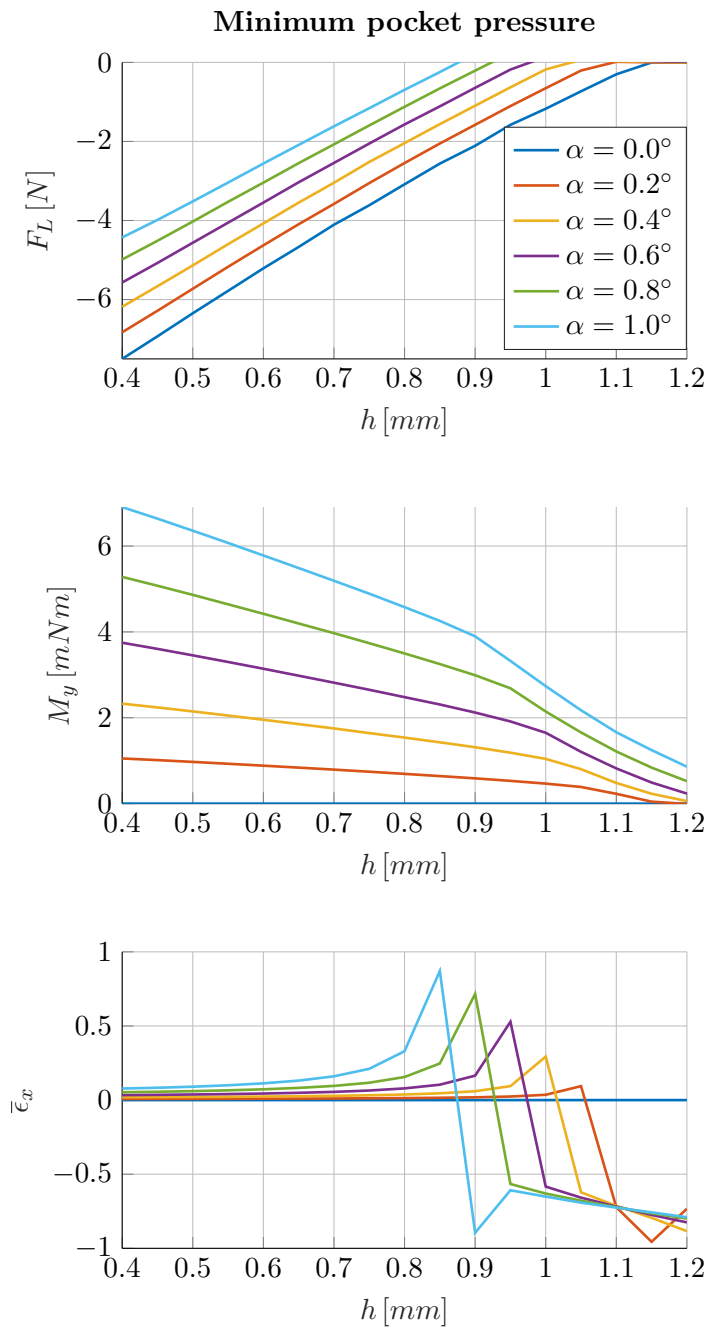 Minimum pocket pressure
0
−2
−4
−6
F_L [N]
α = 0.0°
α = 0.2°
α = 0.4°
α = 0.6°
α = 0.8°
α = 1.0°
0.4 0.5 0.6 0.7 0.8 0.9 1 1.1 1.2
h [mm]
6
4
2
0
M_y [mNm]
0.4 0.5 0.6 0.7 0.8 0.9 1 1.1 1.2
h [mm]
1
0.5
0
−0.5
−1
ϵ̅_x
0.4 0.5 0.6 0.7 0.8 0.9 1 1.1 1.2
h [mm]